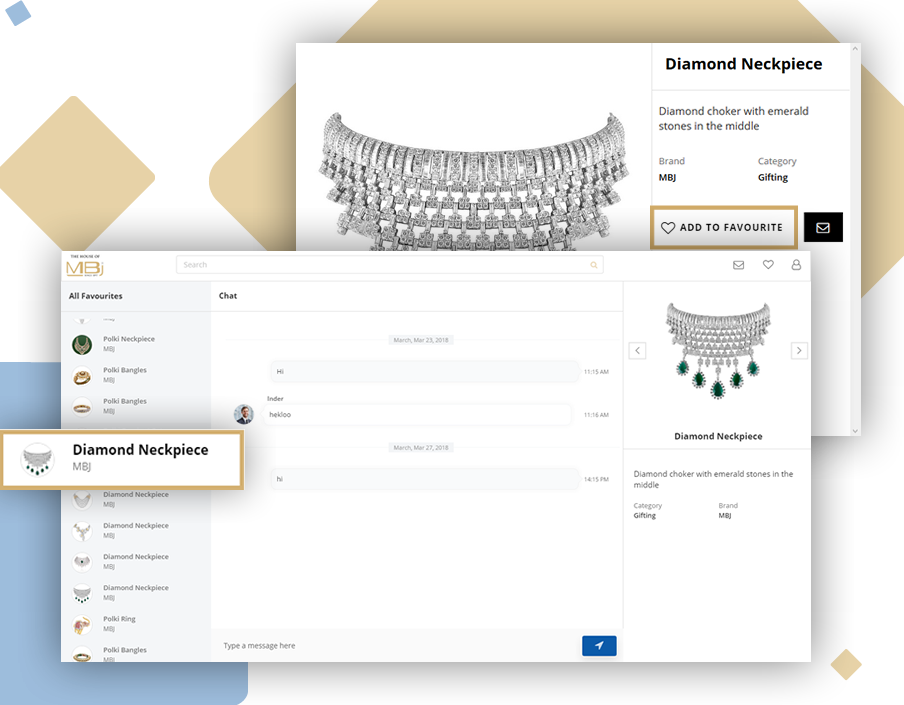 Diamond Neckpiece
Diamond choker with emerald
stones in the middle
Brand
Category
MBJ
Gifting
ADD TO FAVOURITE
THE HOUSE OF
MBj
Search
All Favourites
Chat
MBJ
Polki Neckpiece
MBJ
Polki Bangles
MBJ
Polki Bangles
MBJ
Diamond Neckpiece
MBJ
Diamond Neckpiece
MBJ
Diamond Neckpiece
MBJ
Diamond Neckpiece
MBJ
Diamond Neckpiece
MBJ
Polki Ring
MBJ
Polki Bangles
MBJ
March, Mar 23, 2018
Hi
11:15 AM
Inder
hekloo
11:16 AM
March, Mar 27, 2018
hi
14:15 PM
Type a message here
Diamond Neckpiece
Diamond choker with emerald stones in the
middle
Category
Brand
Gifting
MBJ